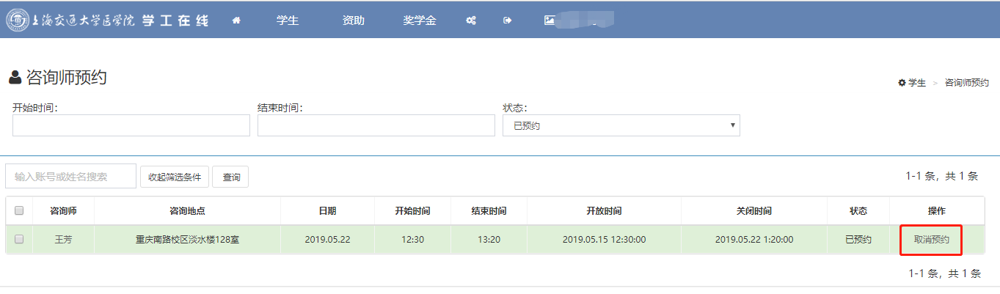 上海交通大学医学院 学工在线 学生 资助 奖学金
咨询师预约
学生 > 咨询师预约
开始时间： 结束时间： 状态：
已预约
输入账号或姓名搜索 收起筛选条件 查询 1-1 条，共 1 条
咨询师 咨询地点 日期 开始时间 结束时间 开放时间 关闭时间 状态 操作
王芳 重庆南路校区淡水楼128室 2019.05.22 12:30 13:20 2019.05.15 12:30:00 2019.05.22 1:20:00 已预约 取消预约
1-1 条，共 1 条